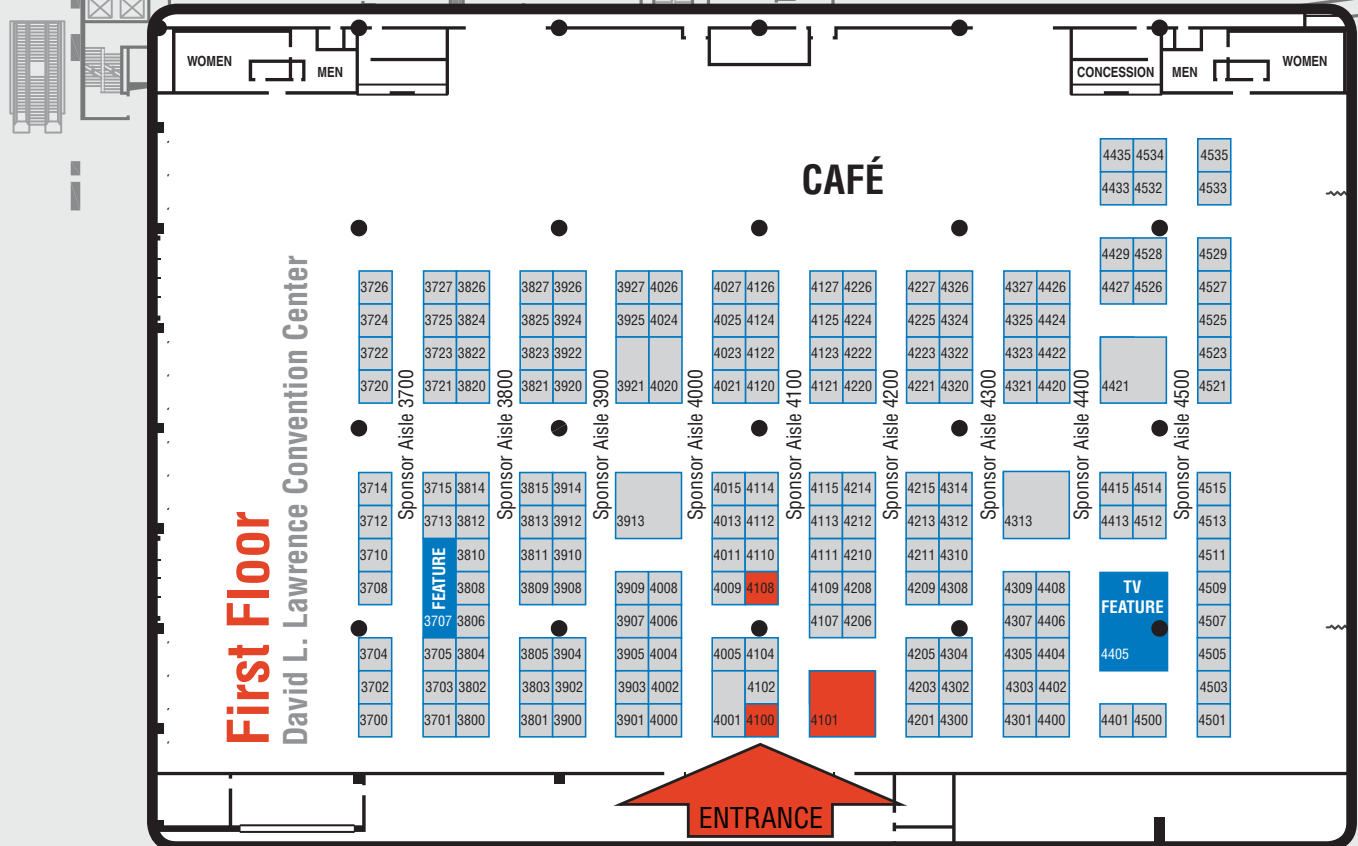 WOMEN
MEN
CONCESSION
MEN
WOMEN
CAFÉ
First Floor
David L. Lawrence Convention Center
4435 4534 4535
4433 4532 4533
4429 4528 4529
4427 4526 4527
3726 3727 3826 3827 3926 3927 4026 4027 4126 4127 4226 4227 4326 4327 4426
3724 3725 3824 3825 3924 3925 4024 4025 4124 4125 4224 4225 4324 4325 4424 4525
3722 3723 3822 3823 3922 4023 4122 4123 4222 4223 4322 4323 4422 4523
3720 3721 3820 3821 3920 3921 4020 4021 4120 4121 4220 4221 4320 4321 4420 4421 4521
Sponsor Aisle 3700
Sponsor Aisle 3800
Sponsor Aisle 3900
Sponsor Aisle 4000
Sponsor Aisle 4100
Sponsor Aisle 4200
Sponsor Aisle 4300
Sponsor Aisle 4400
Sponsor Aisle 4500
3714 3715 3814 3815 3914 4015 4114 4115 4214 4215 4314 4415 4514 4515
3712 3713 3812 3813 3912 3913 4013 4112 4113 4212 4213 4312 4313 4413 4512 4513
3710 3810 3811 3910 4011 4110 4111 4210 4211 4310 4511
FEATURE
3708 3808 3809 3908 3909 4008 4009 4108 4109 4208 4209 4308 4309 4408 4509
TV
FEATURE
3707 3806 3907 4006 4107 4206 4307 4406 4507
3704 3705 3804 3805 3904 3905 4004 4005 4104 4205 4304 4305 4404 4405 4505
3702 3703 3802 3803 3902 3903 4002 4102 4203 4302 4303 4402 4503
3700 3701 3800 3801 3900 3901 4000 4001 4100 4101 4201 4300 4301 4400 4401 4500 4501
ENTRANCE